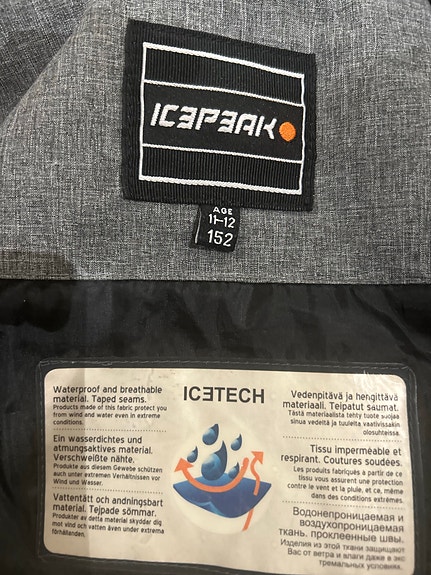 ICEPEAK
AGE
11-12
152
ICETECH
Waterproof and breathable
material. Taped seams.
Products made of this fabric protect you
from wind and water even in extreme
conditions.
Ein wasserdichtes und
atmungsaktives material.
Verschweißte nähte.
Produkte aus diesem Gewebe schützen
auch unter extremen Verhältnissen vor
Wind und Wasser.
Vattentätt och andningsbart
material. Tejpade sömmar.
Produkter av detta material skyddar dig
mot vind och vatten även under extrema
förhållanden.
Vedenpitävä ja hengittävä
materiaali. Teipatut saumat.
Tästä materiaalista tehty tuote suojaa
sinua vedeltä ja tuulelta vaativissakin
olosuhteissa.
Tissu imperméable et
respirant. Coutures soudées.
Les produits fabriqués a partir de ce
tissu vous assurent une protection
contre le vent et la pluie, et ce, même
dans des conditions extrêmes.
Водонепроницаемая и
воздухопроницаемая
ткань, проклеенные швы.
Изделия из этой ткани защищают
Вас от ветра и влаги даже в экс
тремальных условиях.